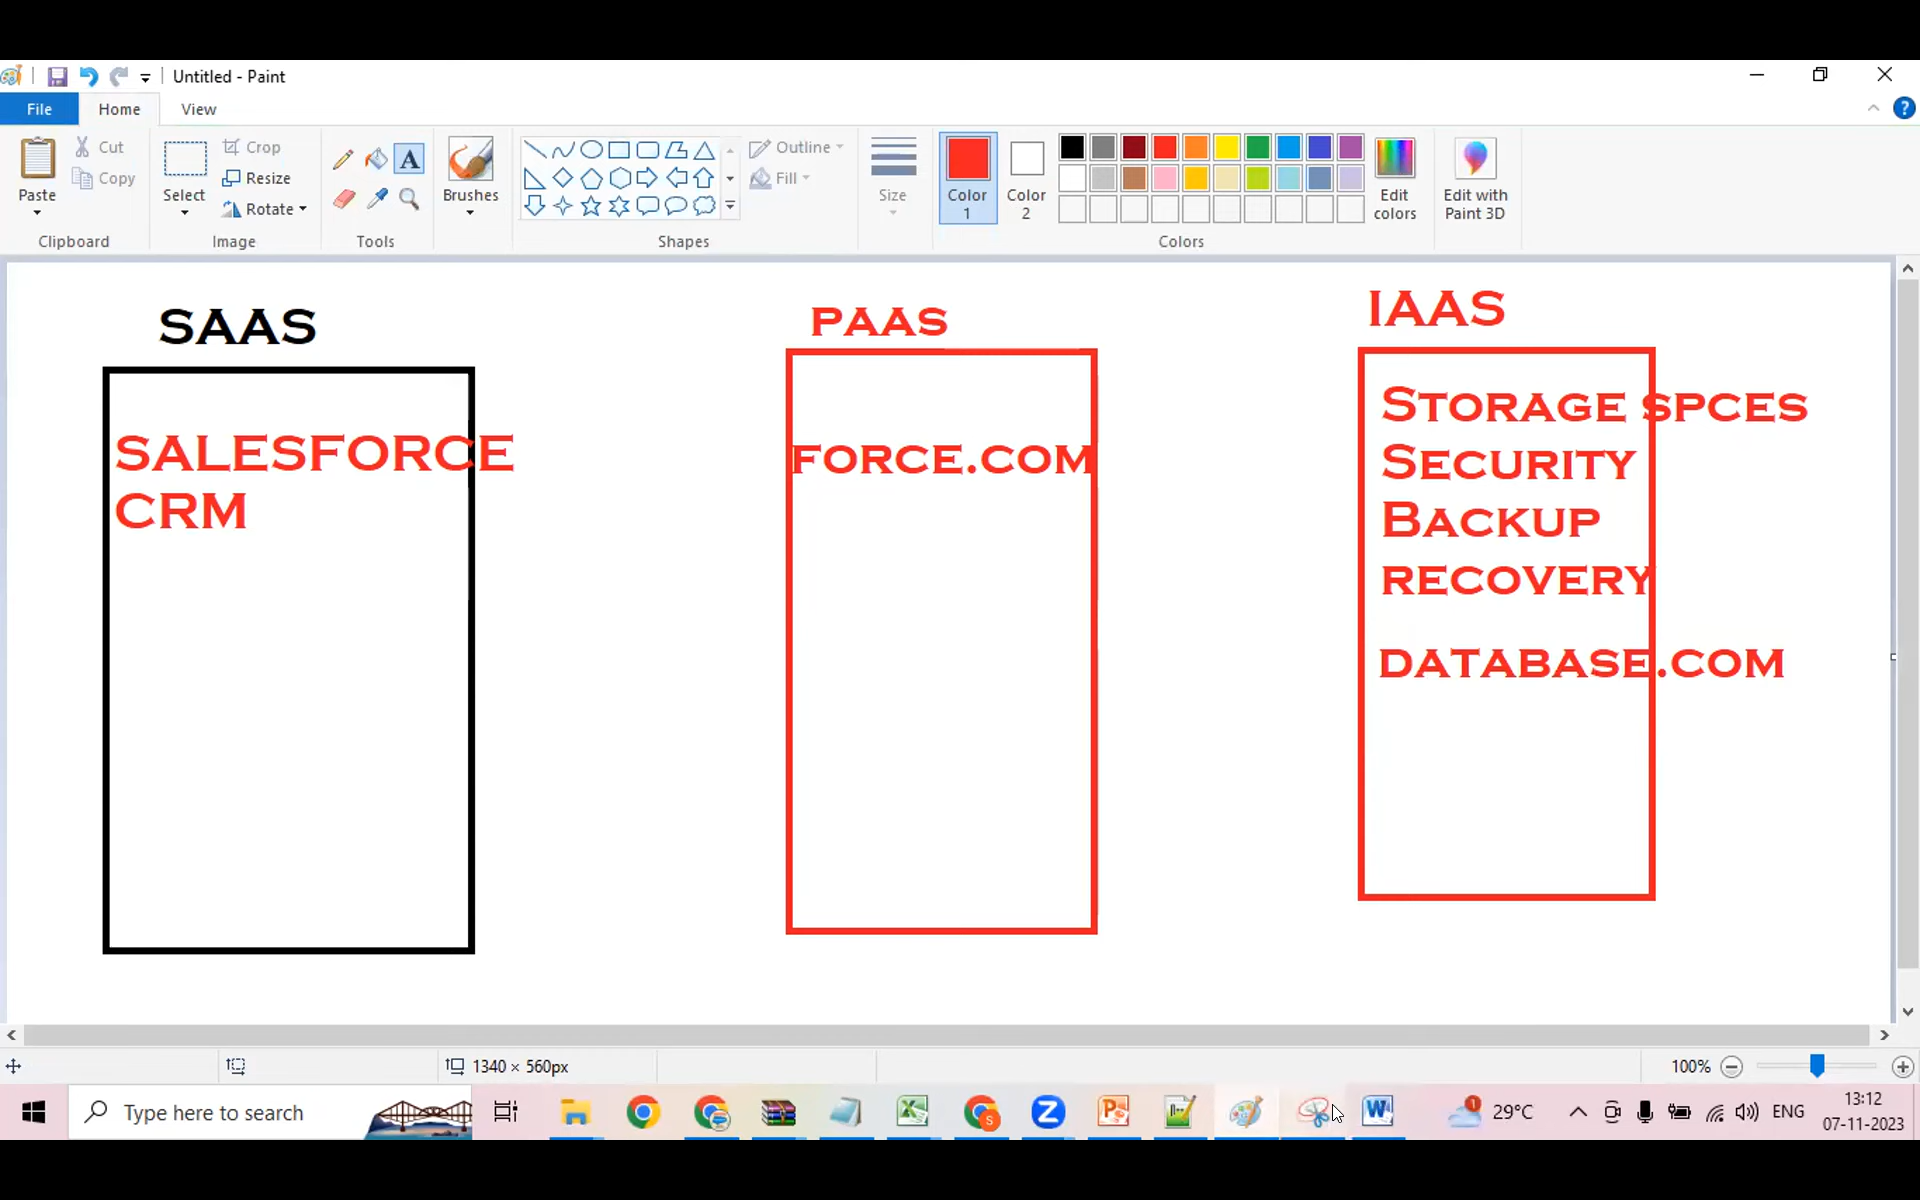 Untitled - Paint
File Home View
Paste
Cut
Copy
Clipboard
Select
Crop
Resize
Rotate
Image
Tools
Brushes
Shapes
Outline
Fill
Size
Color 1
Color 2
Colors
Edit colors
Edit with Paint 3D
SAAS
SALESFORCE
CRM
PAAS
FORCE.COM
IAAS
STORAGE SPCES
SECURITY
BACKUP
RECOVERY
DATABASE.COM
1340 × 560px
100%
Type here to search
29°C
ENG
13:12
07-11-2023